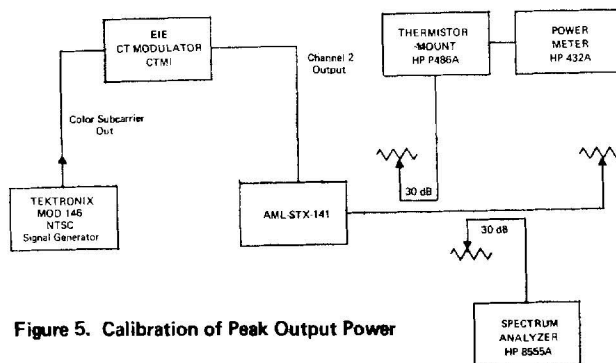 EIE
CT MODULATOR
CTMI
Channel 2
Output
THERMISTOR
-MOUNT
HP P486A
POWER
METER
HP 432A
Color Subcarrier
Out
30 dB
TEKTRONIX
MOD 146
NTSC
Signal Generator
AML-STX-141
30 dB
Figure 5. Calibration of Peak Output Power
SPECTRUM
ANALYZER
HP 8555A